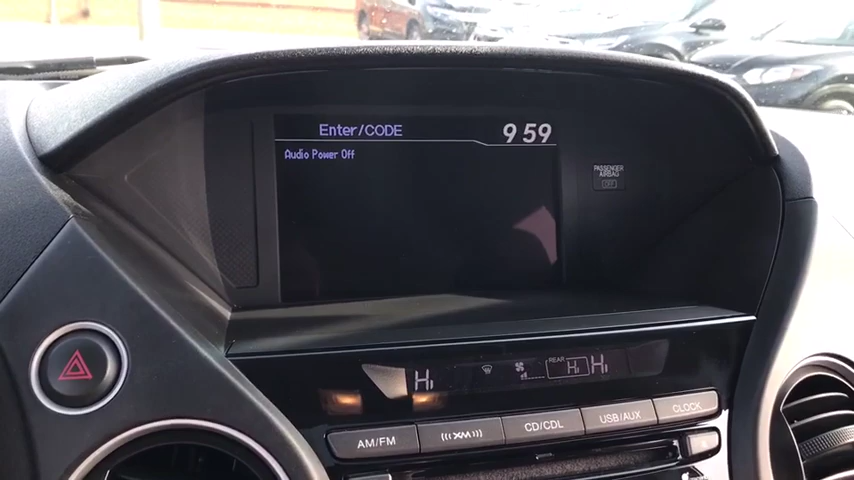 Enter/CODE
9 59
Audio Power Off
PASSENGER
AIRBAG
OFF
Hi
REAR
Hi
Hi
AM/FM
((XM))
CD/CDL
USB/AUX
CLOCK